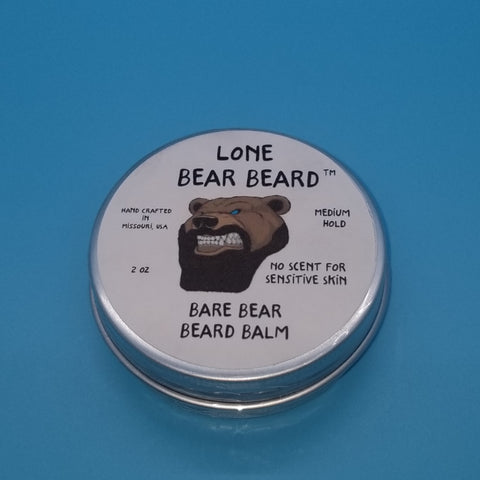 LONE
BEAR BEARD™
HAND CRAFTED
IN
MISSOURI, USA
MEDIUM
HOLD
2 OZ
NO SCENT FOR
SENSITIVE SKIN
BARE BEAR
BEARD BALM